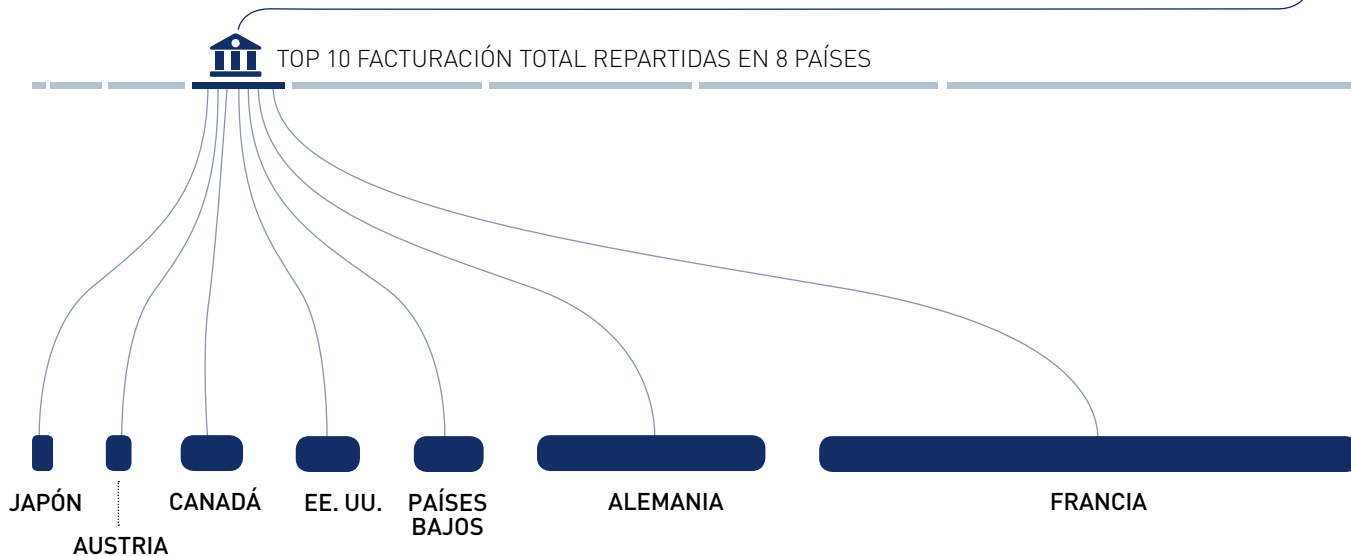 TOP 10 FACTURACIÓN TOTAL REPARTIDAS EN 8 PAÍSES
JAPÓN
AUSTRIA
CANADÁ
EE. UU.
PAÍSES
BAJOS
ALEMANIA
FRANCIA